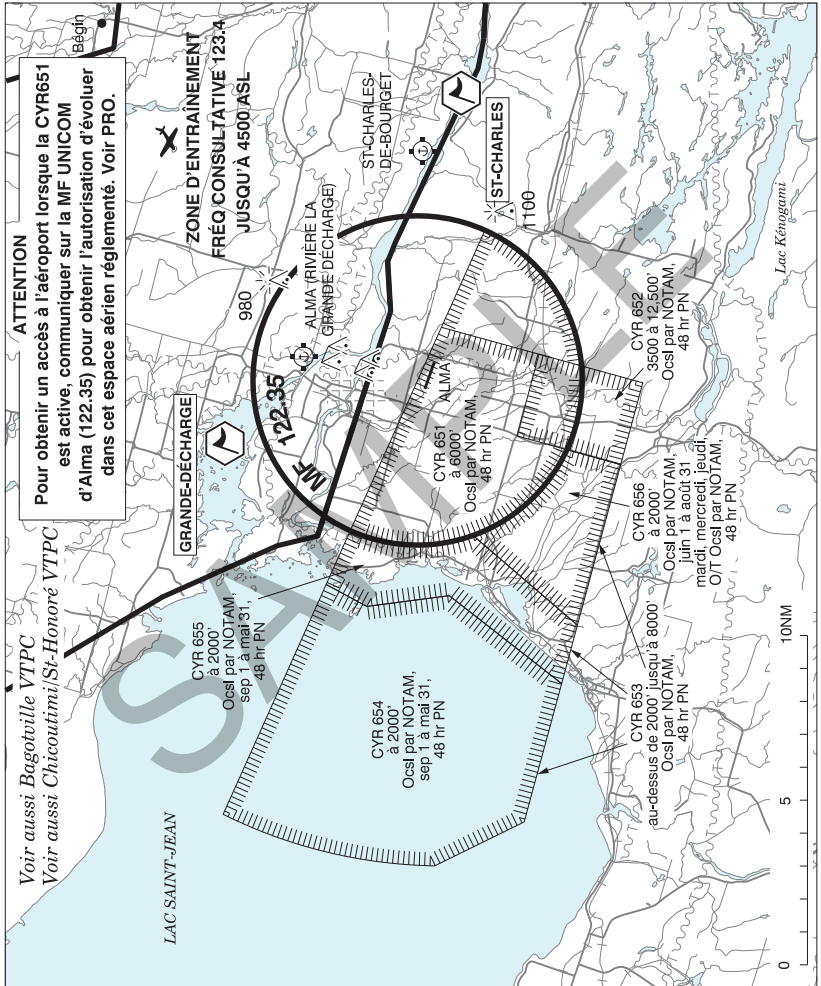 Voir aussi Bagotville VTPC
Voir aussi Chicoutimi/St-Honoré VTPC
ATTENTION
Pour obtenir un accès à l'aéroport lorsque la CYR651
est active, communiquer sur la MF UNICOM
d'Alma (122.35) pour obtenir l'autorisation d'évoluer
dans cet espace aérien réglementé. Voir PRO.
Bégin
ZONE D'ENTRAÎNEMENT
FRÉQ CONSULTATIVE 123.4
JUSQU'À 4500 ASL
GRANDE-DÉCHARGE
980
ALMA (RIVIÈRE LA
GRANDE DÉCHARGE)
ST-CHARLES-
DE-BOURGET
ST-CHARLES
1100
MF 122.35
LAC SAINT-JEAN
CYR 655
à 2000'
Ocsl par NOTAM,
sep 1 à mai 31,
48 hr PN
CYR 654
à 2000'
Ocsl par NOTAM,
sep 1 à mai 31,
48 hr PN
ALMA
CYR 651
à 6000'
Ocsl par NOTAM,
48 hr PN
CYR 653
au-dessus de 2000' jusqu'à 8000'
Ocsl par NOTAM,
48 hr PN
CYR 656
à 2000'
Ocsl par NOTAM,
juin 1 à août 31
mardi, mercredi, jeudi,
O/T Ocsl par NOTAM,
48 hr PN
CYR 652
3500 à 12,500'
Ocsl par NOTAM,
48 hr PN
Lac Kénogami
0
5
10NM
SAMPLE